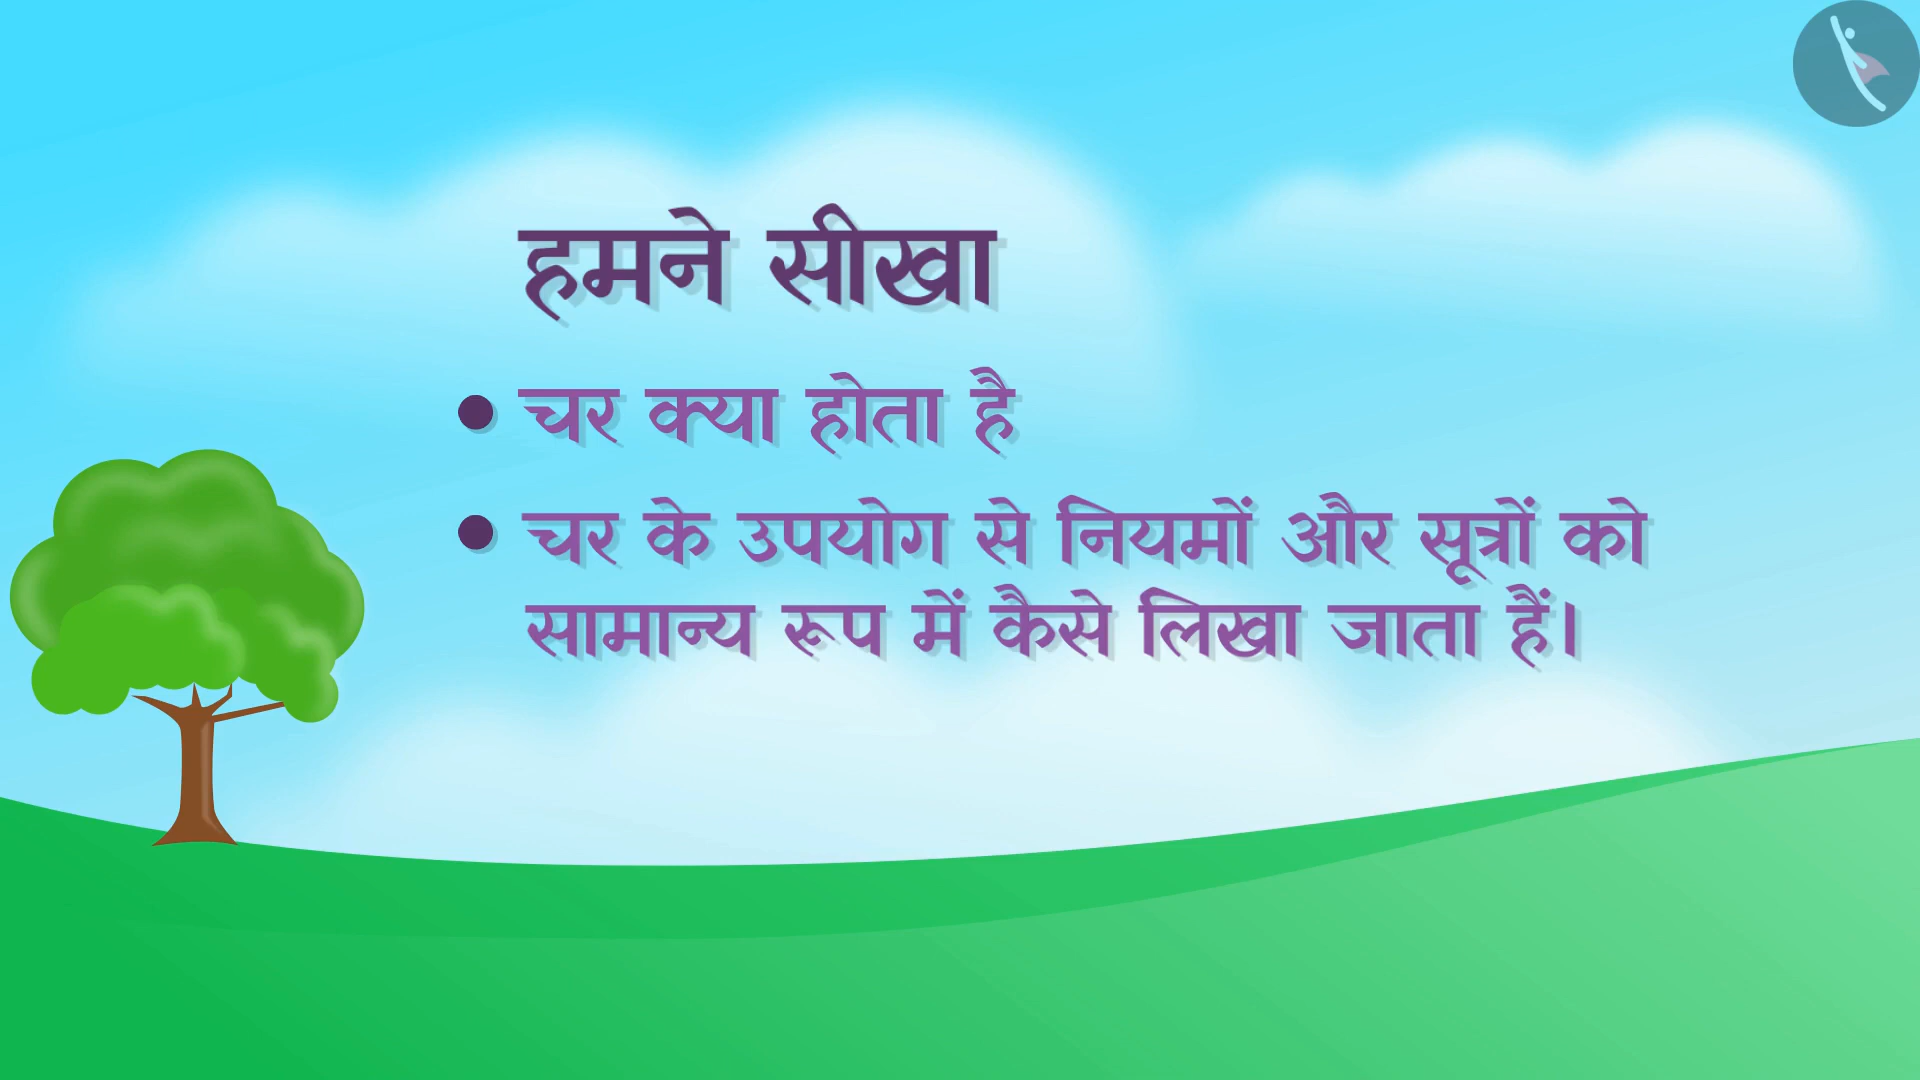 हमने सीखा
• चर क्या होता है
• चर के उपयोग से नियमों और सूत्रों को
सामान्य रूप में कैसे लिखा जाता हैं।